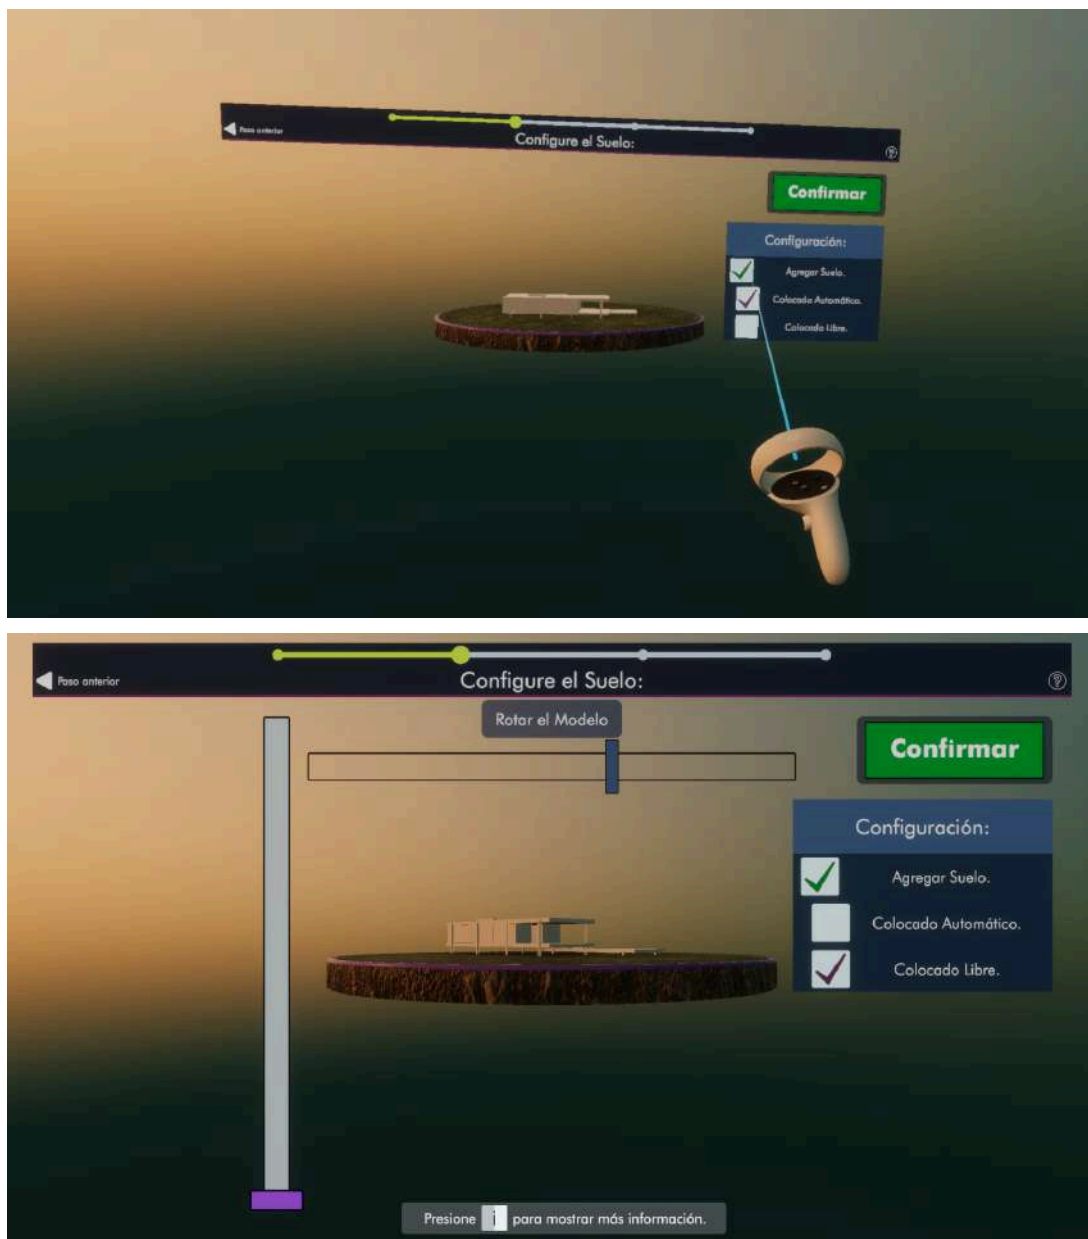 Paso anterior
Configure el Suelo:
Confirmar
Configuración:
Agregar Suelo.
Colocado Automático.
Colocado Libre.
Paso anterior
Configure el Suelo:
Rotar el Modelo
Confirmar
Configuración:
Agregar Suelo.
Colocado Automático.
Colocado Libre.
Presione i para mostrar más información.